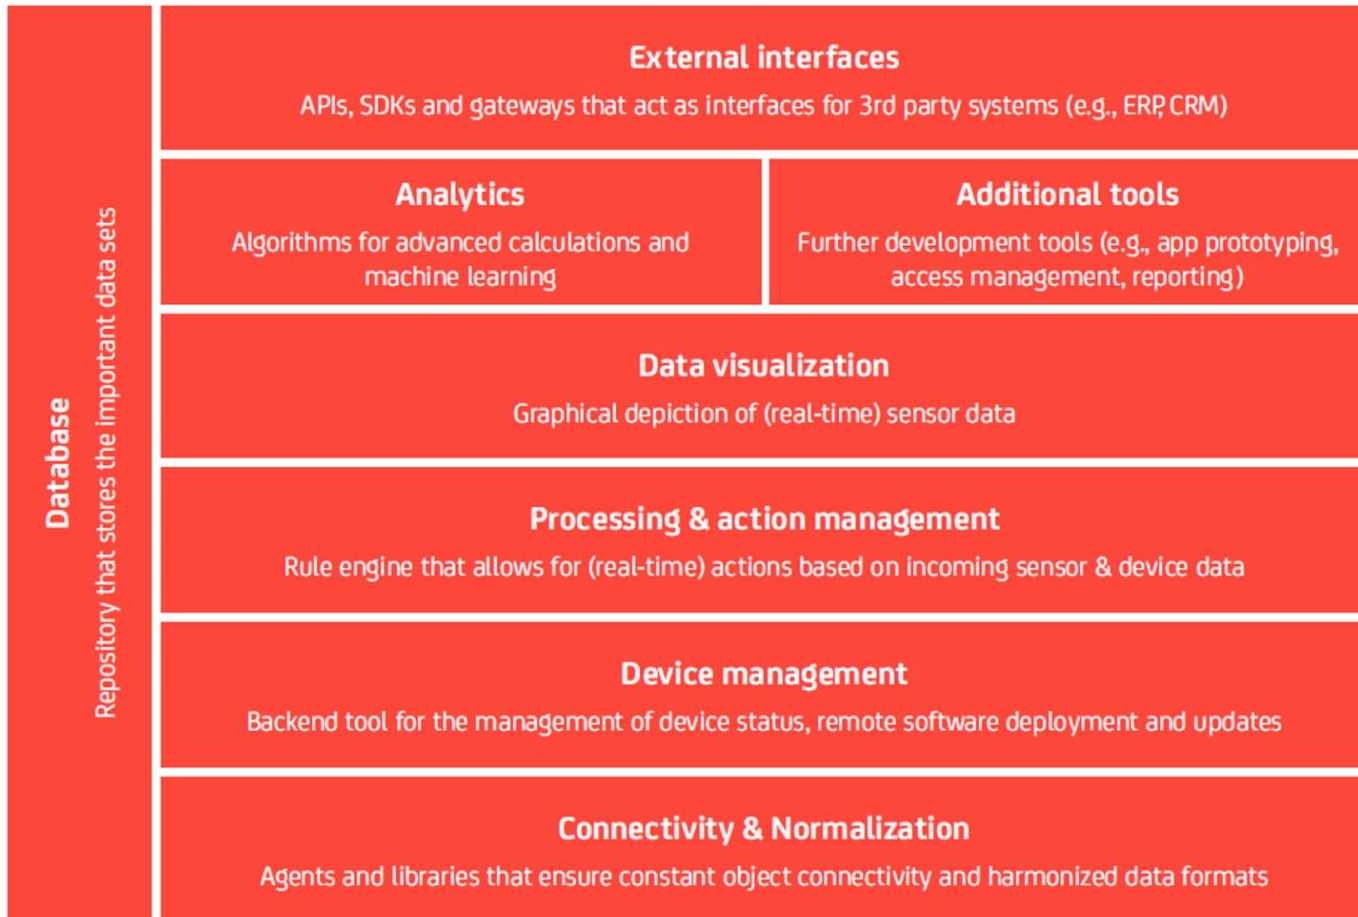 Database
Repository that stores the important data sets
External interfaces
APIs, SDKs and gateways that act as interfaces for 3rd party systems (e.g., ERP, CRM)
Analytics
Algorithms for advanced calculations and
machine learning
Additional tools
Further development tools (e.g., app prototyping,
access management, reporting)
Data visualization
Graphical depiction of (real-time) sensor data
Processing & action management
Rule engine that allows for (real-time) actions based on incoming sensor & device data
Device management
Backend tool for the management of device status, remote software deployment and updates
Connectivity & Normalization
Agents and libraries that ensure constant object connectivity and harmonized data formats